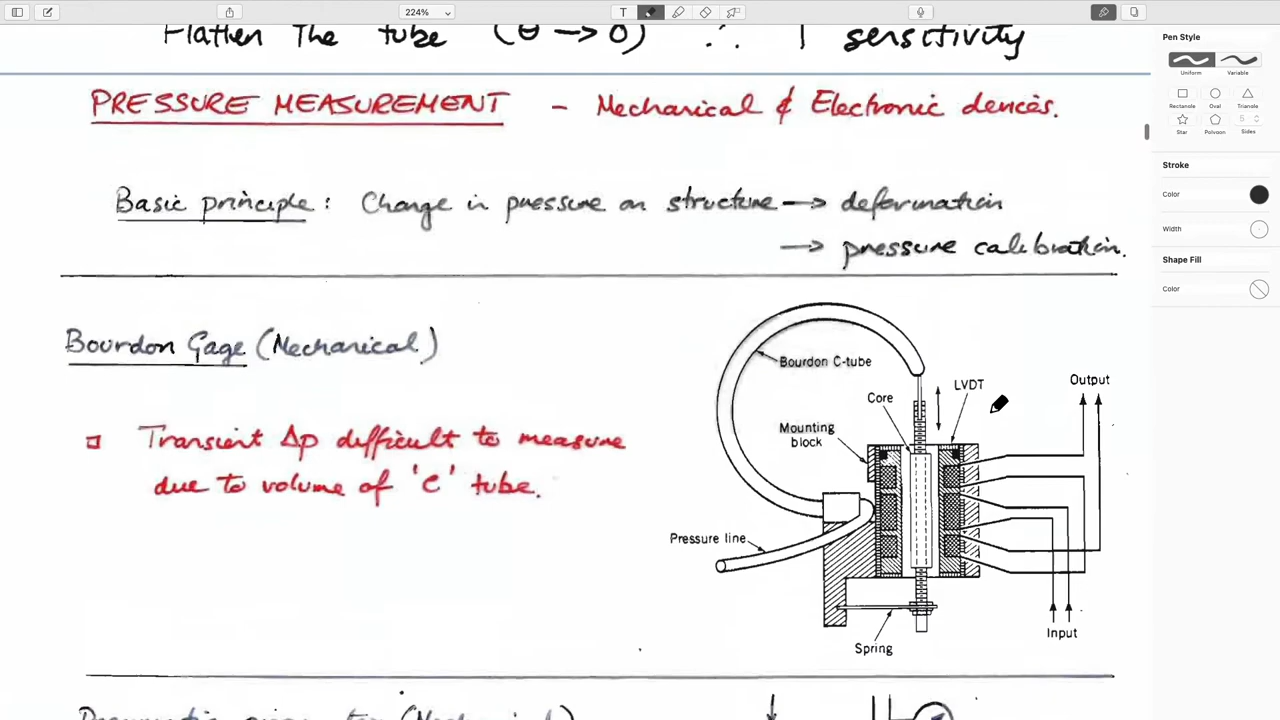 224%
T
Flatten the tube (θ → 0) ∴ ↑ sensitivity
Pen Style
Uniform
Variable
Rectangle
Oval
Triangle
Star
Polygon
5
Sides
Stroke
Color
Width
Shape Fill
Color
PRESSURE MEASUREMENT - Mechanical & Electronic devices.
Basic principle: Change in pressure on structure → deformation
→ pressure calibration.
Bourdon Gage (Mechanical)
□ Transient Δp difficult to measure
due to volume of 'C' tube.
Bourdon C-tube
Core
LVDT
Output
Mounting
block
Pressure line
Spring
Input